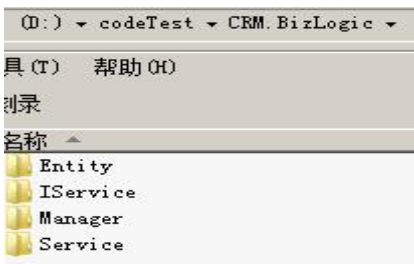 (D:) ▾ codeTest ▾ CRM.BizLogic ▾
具(T) 帮助(H)
刻录
名称
Entity
IService
Manager
Service